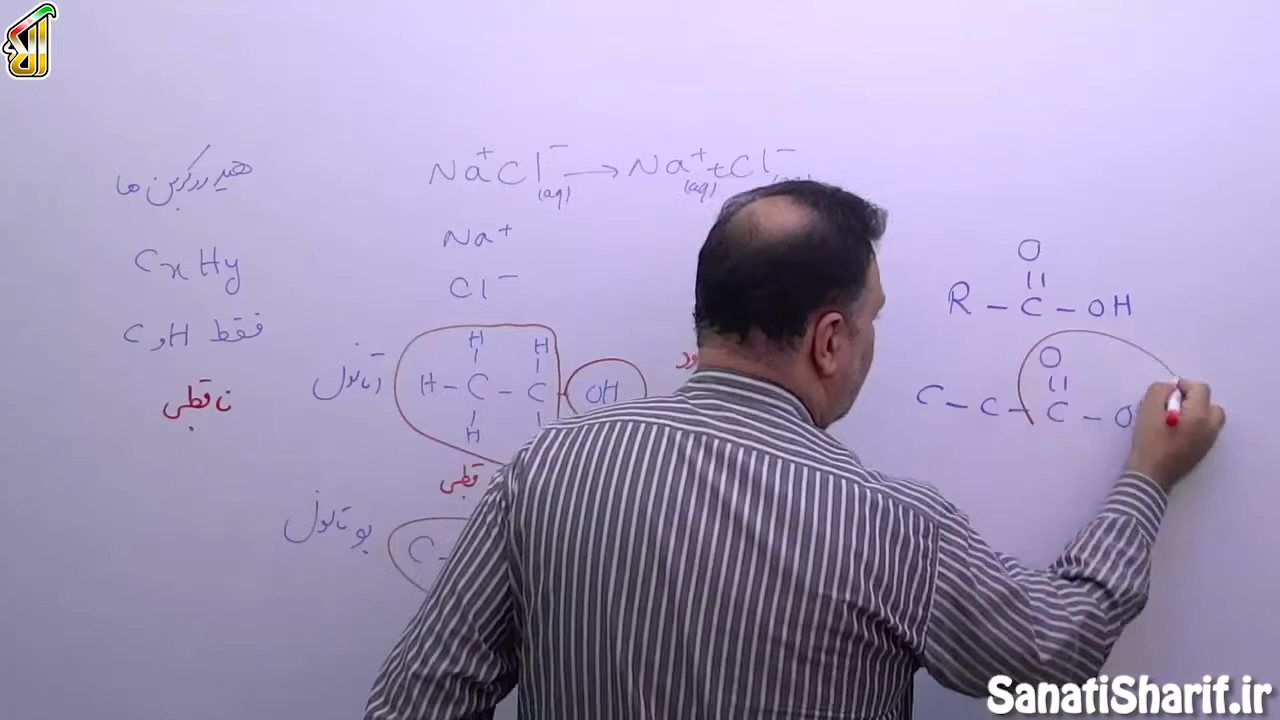 هیدروکربن ها
CxHy
فقط C و H
ناقطبی
Na⁺Cl⁻(aq) → Na⁺(aq) + Cl⁻(aq)
Na⁺
Cl⁻
اتانول
H H
H – C – C – OH
H
قطبی
بوتانول
C –
O
R – C – OH
O
C – C – C – O
SanatiSharif.ir